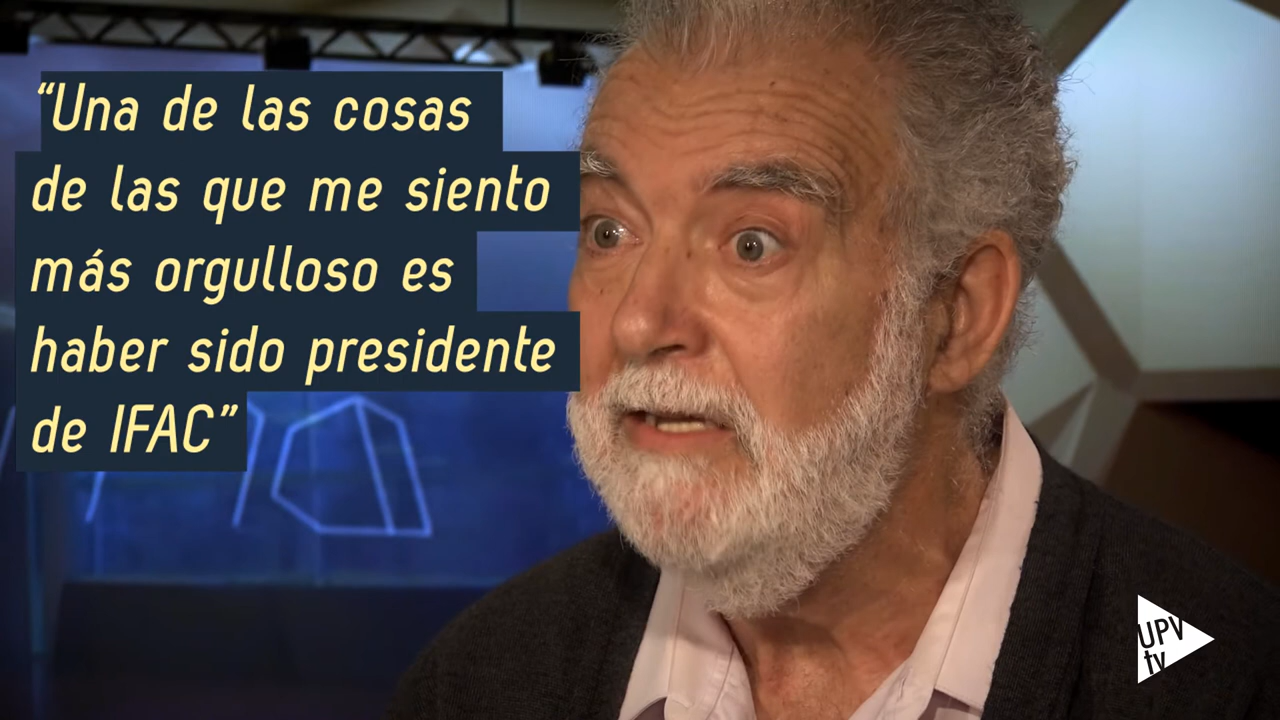 “Una de las cosas
de las que me siento
más orgulloso es
haber sido presidente
de IFAC”
UPV
tv